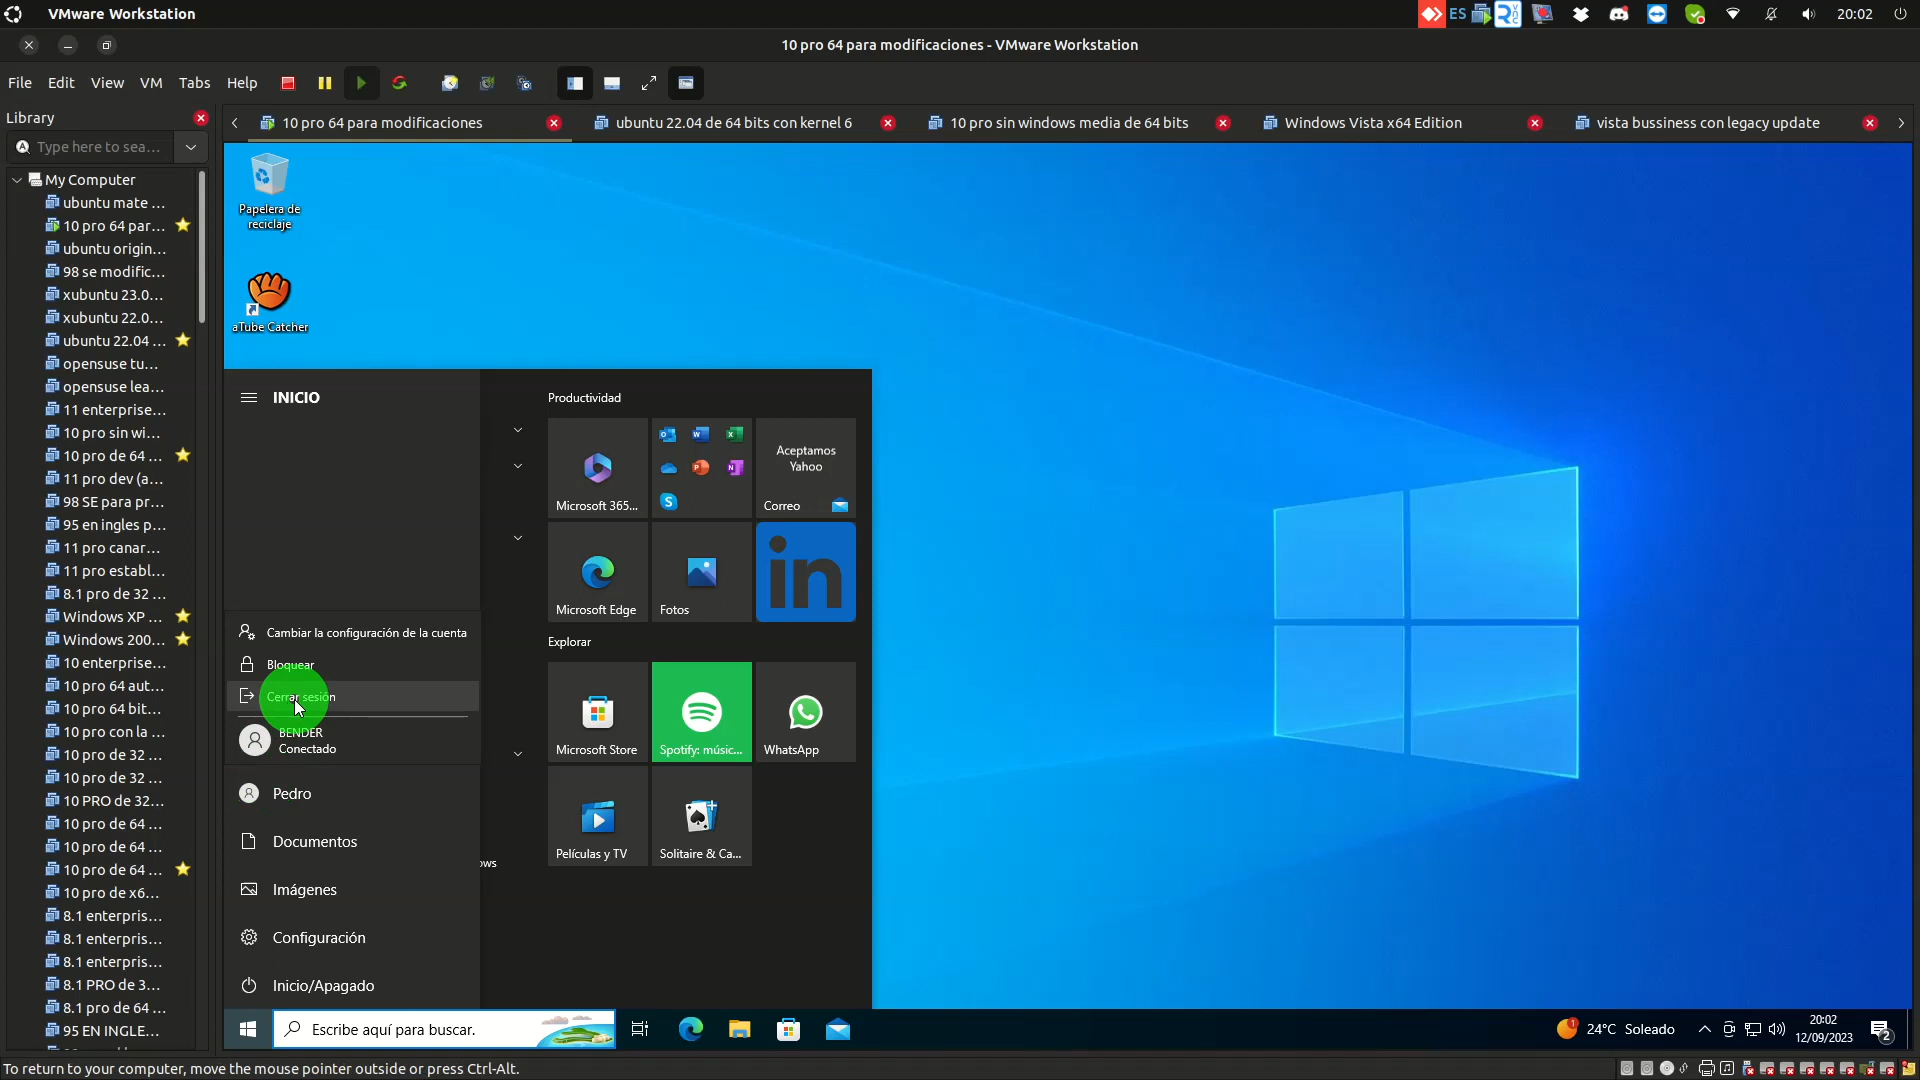 VMware Workstation
ES
20:02
10 pro 64 para modificaciones - VMware Workstation
File Edit View VM Tabs Help
Library
10 pro 64 para modificaciones
ubuntu 22.04 de 64 bits con kernel 6
10 pro sin windows media de 64 bits
Windows Vista x64 Edition
vista bussiness con legacy update
Type here to sea...
My Computer
ubuntu mate ...
10 pro 64 par...
ubuntu origin...
98 se modific...
xubuntu 23.0...
xubuntu 22.0...
ubuntu 22.04 ...
opensuse tu...
opensuse lea...
11 enterprise...
10 pro sin wi...
10 pro de 64 ...
11 pro dev (a...
98 SE para pr...
95 en ingles p...
11 pro canar...
11 pro establ...
8.1 pro de 32 ...
Windows XP ...
Windows 200...
10 enterprise...
10 pro 64 aut...
10 pro 64 bit...
10 pro con la ...
10 pro de 32 ...
10 pro de 32 ...
10 PRO de 32...
10 pro de 64 ...
10 pro de 64 ...
10 pro de 64 ...
10 pro de x6...
8.1 enterpris...
8.1 enterpris...
8.1 enterpris...
8.1 PRO de 3...
8.1 pro de 64 ...
95 EN INGLE...
Papelera de
reciclaje
aTube Catcher
INICIO
Cambiar la configuración de la cuenta
Bloquear
Cerrar sesión
BENDER
Conectado
Pedro
Documentos
Imágenes
Configuración
Inicio/Apagado
ows
Productividad
Microsoft 365...
Aceptamos
Yahoo
Correo
Microsoft Edge
Fotos
in
Explorar
Microsoft Store
Spotify: músic...
WhatsApp
Películas y TV
Solitaire & Ca...
Escribe aquí para buscar.
1
24°C Soleado
20:02
12/09/2023
2
To return to your computer, move the mouse pointer outside or press Ctrl-Alt.